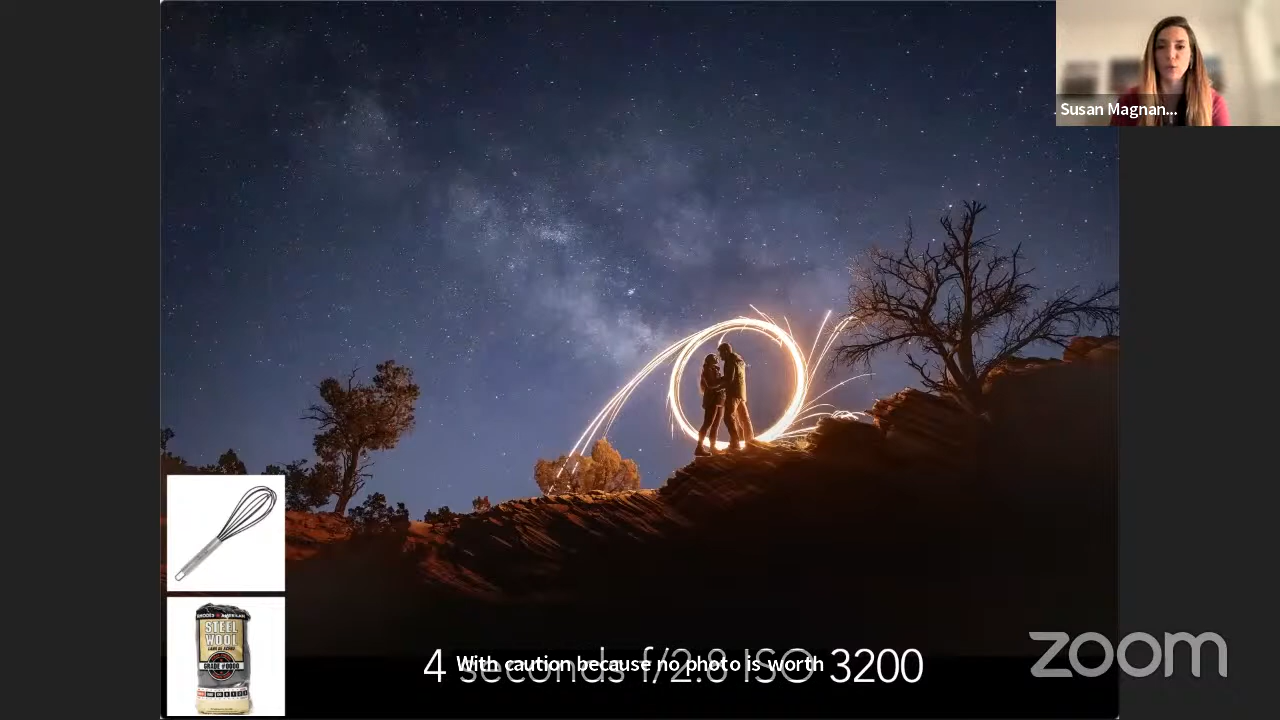 Susan Magnan...
STEEL
WOOL
GRADE #0000
4 seconds f/2.8 ISO 3200
With caution because no photo is worth
zoom